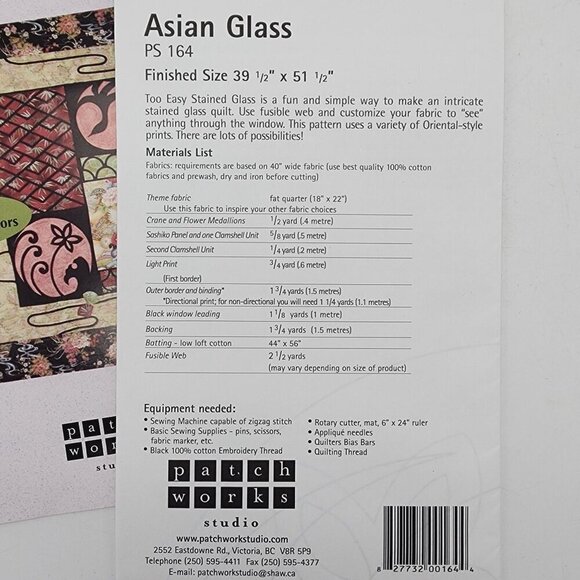 Asian Glass
PS 164
Finished Size 39 1/2" x 51 1/2"
Too Easy Stained Glass is a fun and simple way to make an intricate
stained glass quilt. Use fusible web and customize your fabric to "see"
anything through the window. This pattern uses a variety of Oriental-style
prints. There are lots of possibilities!
Materials List
Fabrics: requirements are based on 40" wide fabric (use best quality 100% cotton
fabrics and prewash, dry and iron before cutting)
Theme fabric fat quarter (18" x 22")
Use this fabric to inspire your other fabric choices
Crane and Flower Medallions 1/2 yard (.4 metre)
Sashiko Panel and one Clamshell Unit 5/8 yard (.5 metre)
Second Clamshell Unit 1/4 yard (.2 metre)
Light Print 3/4 yard (.6 metre)
(First border)
Outer border and binding* 1 3/4 yards (1.5 metres)
*Directional print; for non-directional you will need 1 1/4 yards (1.1 metres)
Black window leading 1 1/8 yards (1 metre)
Backing 1 3/4 yards (1.5 metres)
Batting - low loft cotton 44" x 56"
Fusible Web 2 1/2 yards
(may vary depending on size of product)
Equipment needed:
• Sewing Machine capable of zigzag stitch
• Basic Sewing Supplies - pins, scissors,
fabric marker, etc.
• Black 100% cotton Embroidery Thread
• Rotary cutter, mat, 6" x 24" ruler
• Appliqué needles
• Quilters Bias Bars
• Quilting Thread
patch
works
studio
www.patchworkstudio.com
2552 Eastdowne Rd., Victoria, BC V8R 5P9
Telephone (250) 595-4411 Fax (250) 595-4377
E-mail: patchworkstudio@shaw.ca
8 27732 00164 4
ors
pat
wor
stud